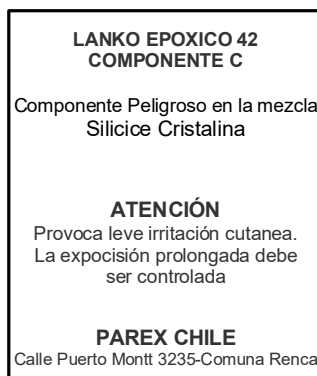 LANKO EPOXICO 42
COMPONENTE C
Componente Peligroso en la mezcla
Silicice Cristalina
ATENCIÓN
Provoca leve irritación cutanea.
La expocisión prolongada debe
ser controlada
PAREX CHILE
Calle Puerto Montt 3235-Comuna Renca